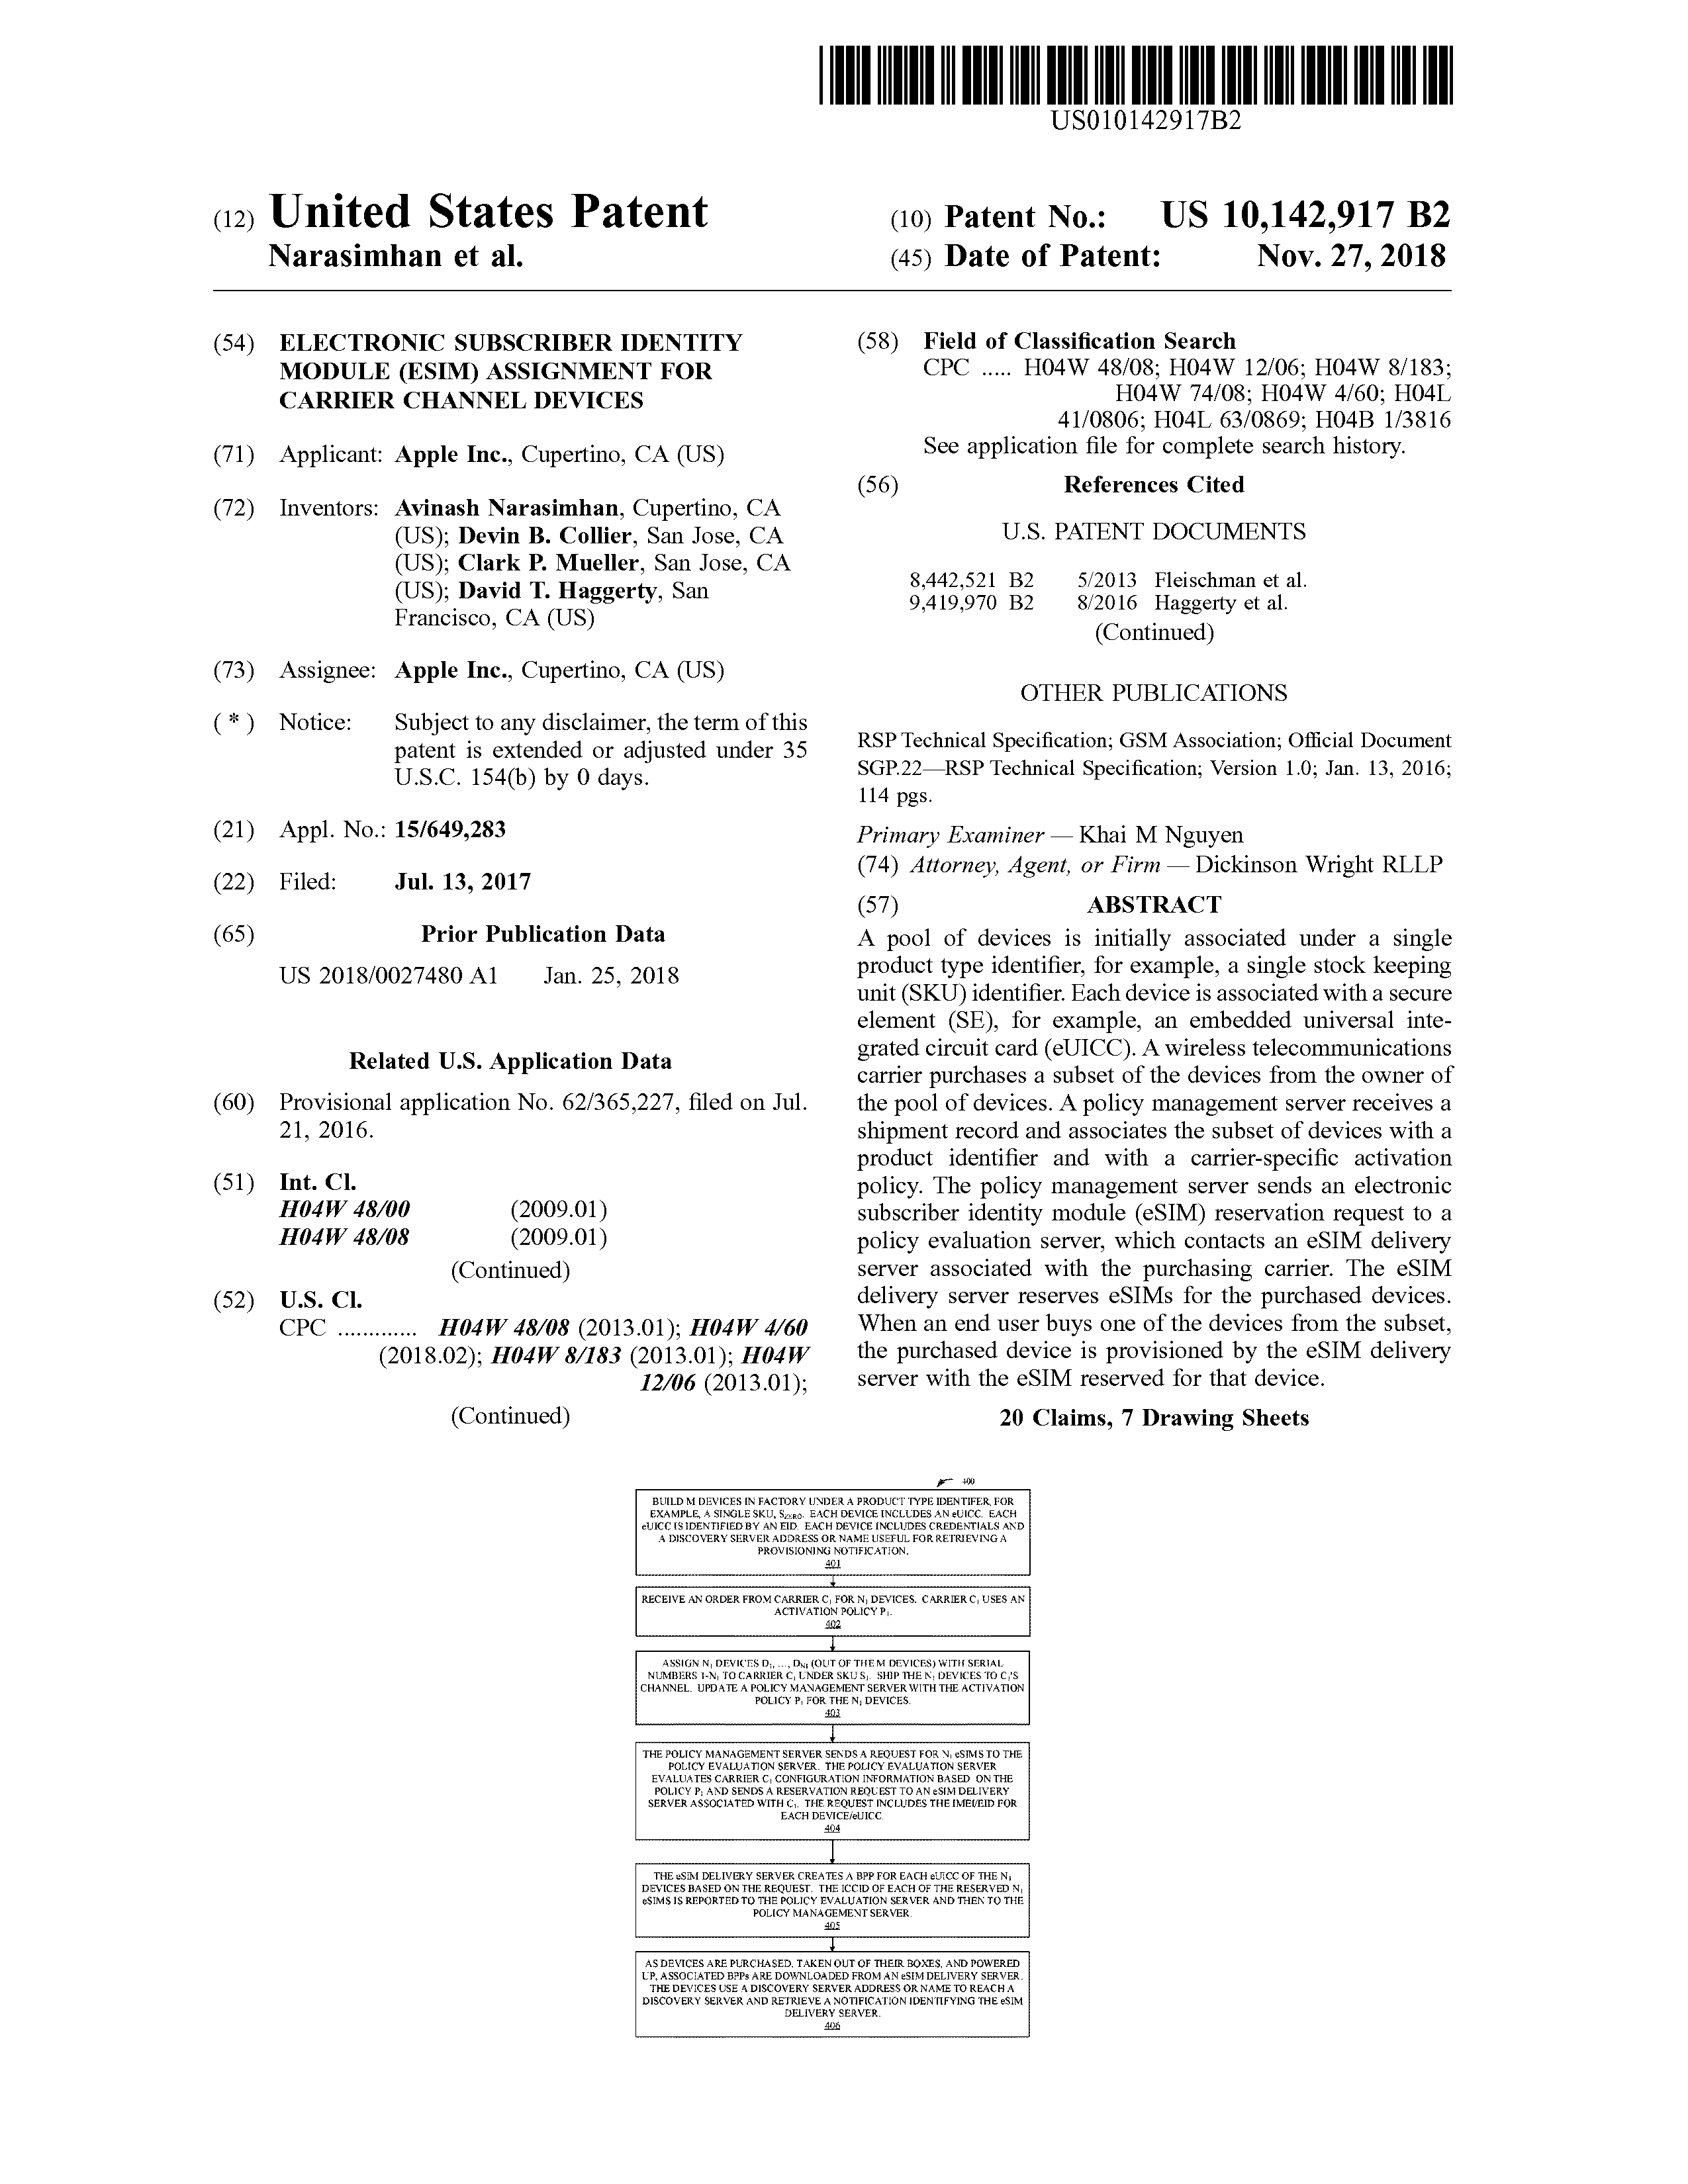 US010142917B2
(12) United States Patent
Narasimhan et al.
(10) Patent No.: US 10,142,917 B2
(45) Date of Patent: Nov. 27, 2018
(54) ELECTRONIC SUBSCRIBER IDENTITY
MODULE (ESIM) ASSIGNMENT FOR
CARRIER CHANNEL DEVICES
(71) Applicant: Apple Inc., Cupertino, CA (US)
(72) Inventors: Avinash Narasimhan, Cupertino, CA
(US); Devin B. Collier, San Jose, CA
(US); Clark P. Mueller, San Jose, CA
(US); David T. Haggerty, San
Francisco, CA (US)
(73) Assignee: Apple Inc., Cupertino, CA (US)
( * ) Notice: Subject to any disclaimer, the term of this
patent is extended or adjusted under 35
U.S.C. 154(b) by 0 days.
(21) Appl. No.: 15/649,283
(22) Filed: Jul. 13, 2017
(65) Prior Publication Data
US 2018/0027480 A1 Jan. 25, 2018
Related U.S. Application Data
(60) Provisional application No. 62/365,227, filed on Jul.
21, 2016.
(51) Int. Cl.
H04W 48/00 (2009.01)
H04W 48/08 (2009.01)
(Continued)
(52) U.S. Cl.
CPC ............ H04W 48/08 (2013.01); H04W 4/60
(2018.02); H04W 8/183 (2013.01); H04W
12/06 (2013.01);
(Continued)
(58) Field of Classification Search
CPC ..... H04W 48/08; H04W 12/06; H04W 8/183;
H04W 74/08; H04W 4/60; H04L
41/0806; H04L 63/0869; H04B 1/3816
See application file for complete search history.
(56) References Cited
U.S. PATENT DOCUMENTS
8,442,521 B2 5/2013 Fleischman et al.
9,419,970 B2 8/2016 Haggerty et al.
(Continued)
OTHER PUBLICATIONS
RSP Technical Specification; GSM Association; Official Document
SGP.22—RSP Technical Specification; Version 1.0; Jan. 13, 2016;
114 pgs.
Primary Examiner — Khai M Nguyen
(74) Attorney, Agent, or Firm — Dickinson Wright RLLP
(57) ABSTRACT
A pool of devices is initially associated under a single
product type identifier, for example, a single stock keeping
unit (SKU) identifier. Each device is associated with a secure
element (SE), for example, an embedded universal inte-
grated circuit card (eUICC). A wireless telecommunications
carrier purchases a subset of the devices from the owner of
the pool of devices. A policy management server receives a
shipment record and associates the subset of devices with a
product identifier and with a carrier-specific activation
policy. The policy management server sends an electronic
subscriber identity module (eSIM) reservation request to a
policy evaluation server, which contacts an eSIM delivery
server associated with the purchasing carrier. The eSIM
delivery server reserves eSIMs for the purchased devices.
When an end user buys one of the devices from the subset,
the purchased device is provisioned by the eSIM delivery
server with the eSIM reserved for that device.
20 Claims, 7 Drawing Sheets
400
BUILD M DEVICES IN FACTORY UNDER A PRODUCT TYPE IDENTIFER, FOR
EXAMPLE, A SINGLE SKU, SZERO. EACH DEVICE INCLUDES AN eUICC. EACH
eUICC IS IDENTIFIED BY AN EID. EACH DEVICE INCLUDES CREDENTIALS AND
A DISCOVERY SERVER ADDRESS OR NAME USEFUL FOR RETRIEVING A
PROVISIONING NOTIFICATION.
401
RECEIVE AN ORDER FROM CARRIER C1 FOR N1 DEVICES. CARRIER C1 USES AN
ACTIVATION POLICY P1.
402
ASSIGN N1 DEVICES D1, …, DN1 (OUT OF THE M DEVICES) WITH SERIAL
NUMBERS 1-N1 TO CARRIER C1 UNDER SKU S1. SHIP THE N1 DEVICES TO C1'S
CHANNEL. UPDATE A POLICY MANAGEMENT SERVER WITH THE ACTIVATION
POLICY P1 FOR THE N1 DEVICES.
403
THE POLICY MANAGEMENT SERVER SENDS A REQUEST FOR N1 eSIMS TO THE
POLICY EVALUATION SERVER. THE POLICY EVALUATION SERVER
EVALUATES CARRIER C1 CONFIGURATION INFORMATION BASED ON THE
POLICY P1 AND SENDS A RESERVATION REQUEST TO AN eSIM DELIVERY
SERVER ASSOCIATED WITH C1. THE REQUEST INCLUDES THE IMEI/EID FOR
EACH DEVICE/eUICC.
404
THE eSIM DELIVERY SERVER CREATES A BPP FOR EACH eUICC OF THE N1
DEVICES BASED ON THE REQUEST. THE ICCID OF EACH OF THE RESERVED N1
eSIMS IS REPORTED TO THE POLICY EVALUATION SERVER AND THEN TO THE
POLICY MANAGEMENT SERVER.
405
AS DEVICES ARE PURCHASED, TAKEN OUT OF THEIR BOXES, AND POWERED
UP, ASSOCIATED BPPs ARE DOWNLOADED FROM AN eSIM DELIVERY SERVER.
THE DEVICES USE A DISCOVERY SERVER ADDRESS OR NAME TO REACH A
DISCOVERY SERVER AND RETRIEVE A NOTIFICATION IDENTIFYING THE eSIM
DELIVERY SERVER.
406